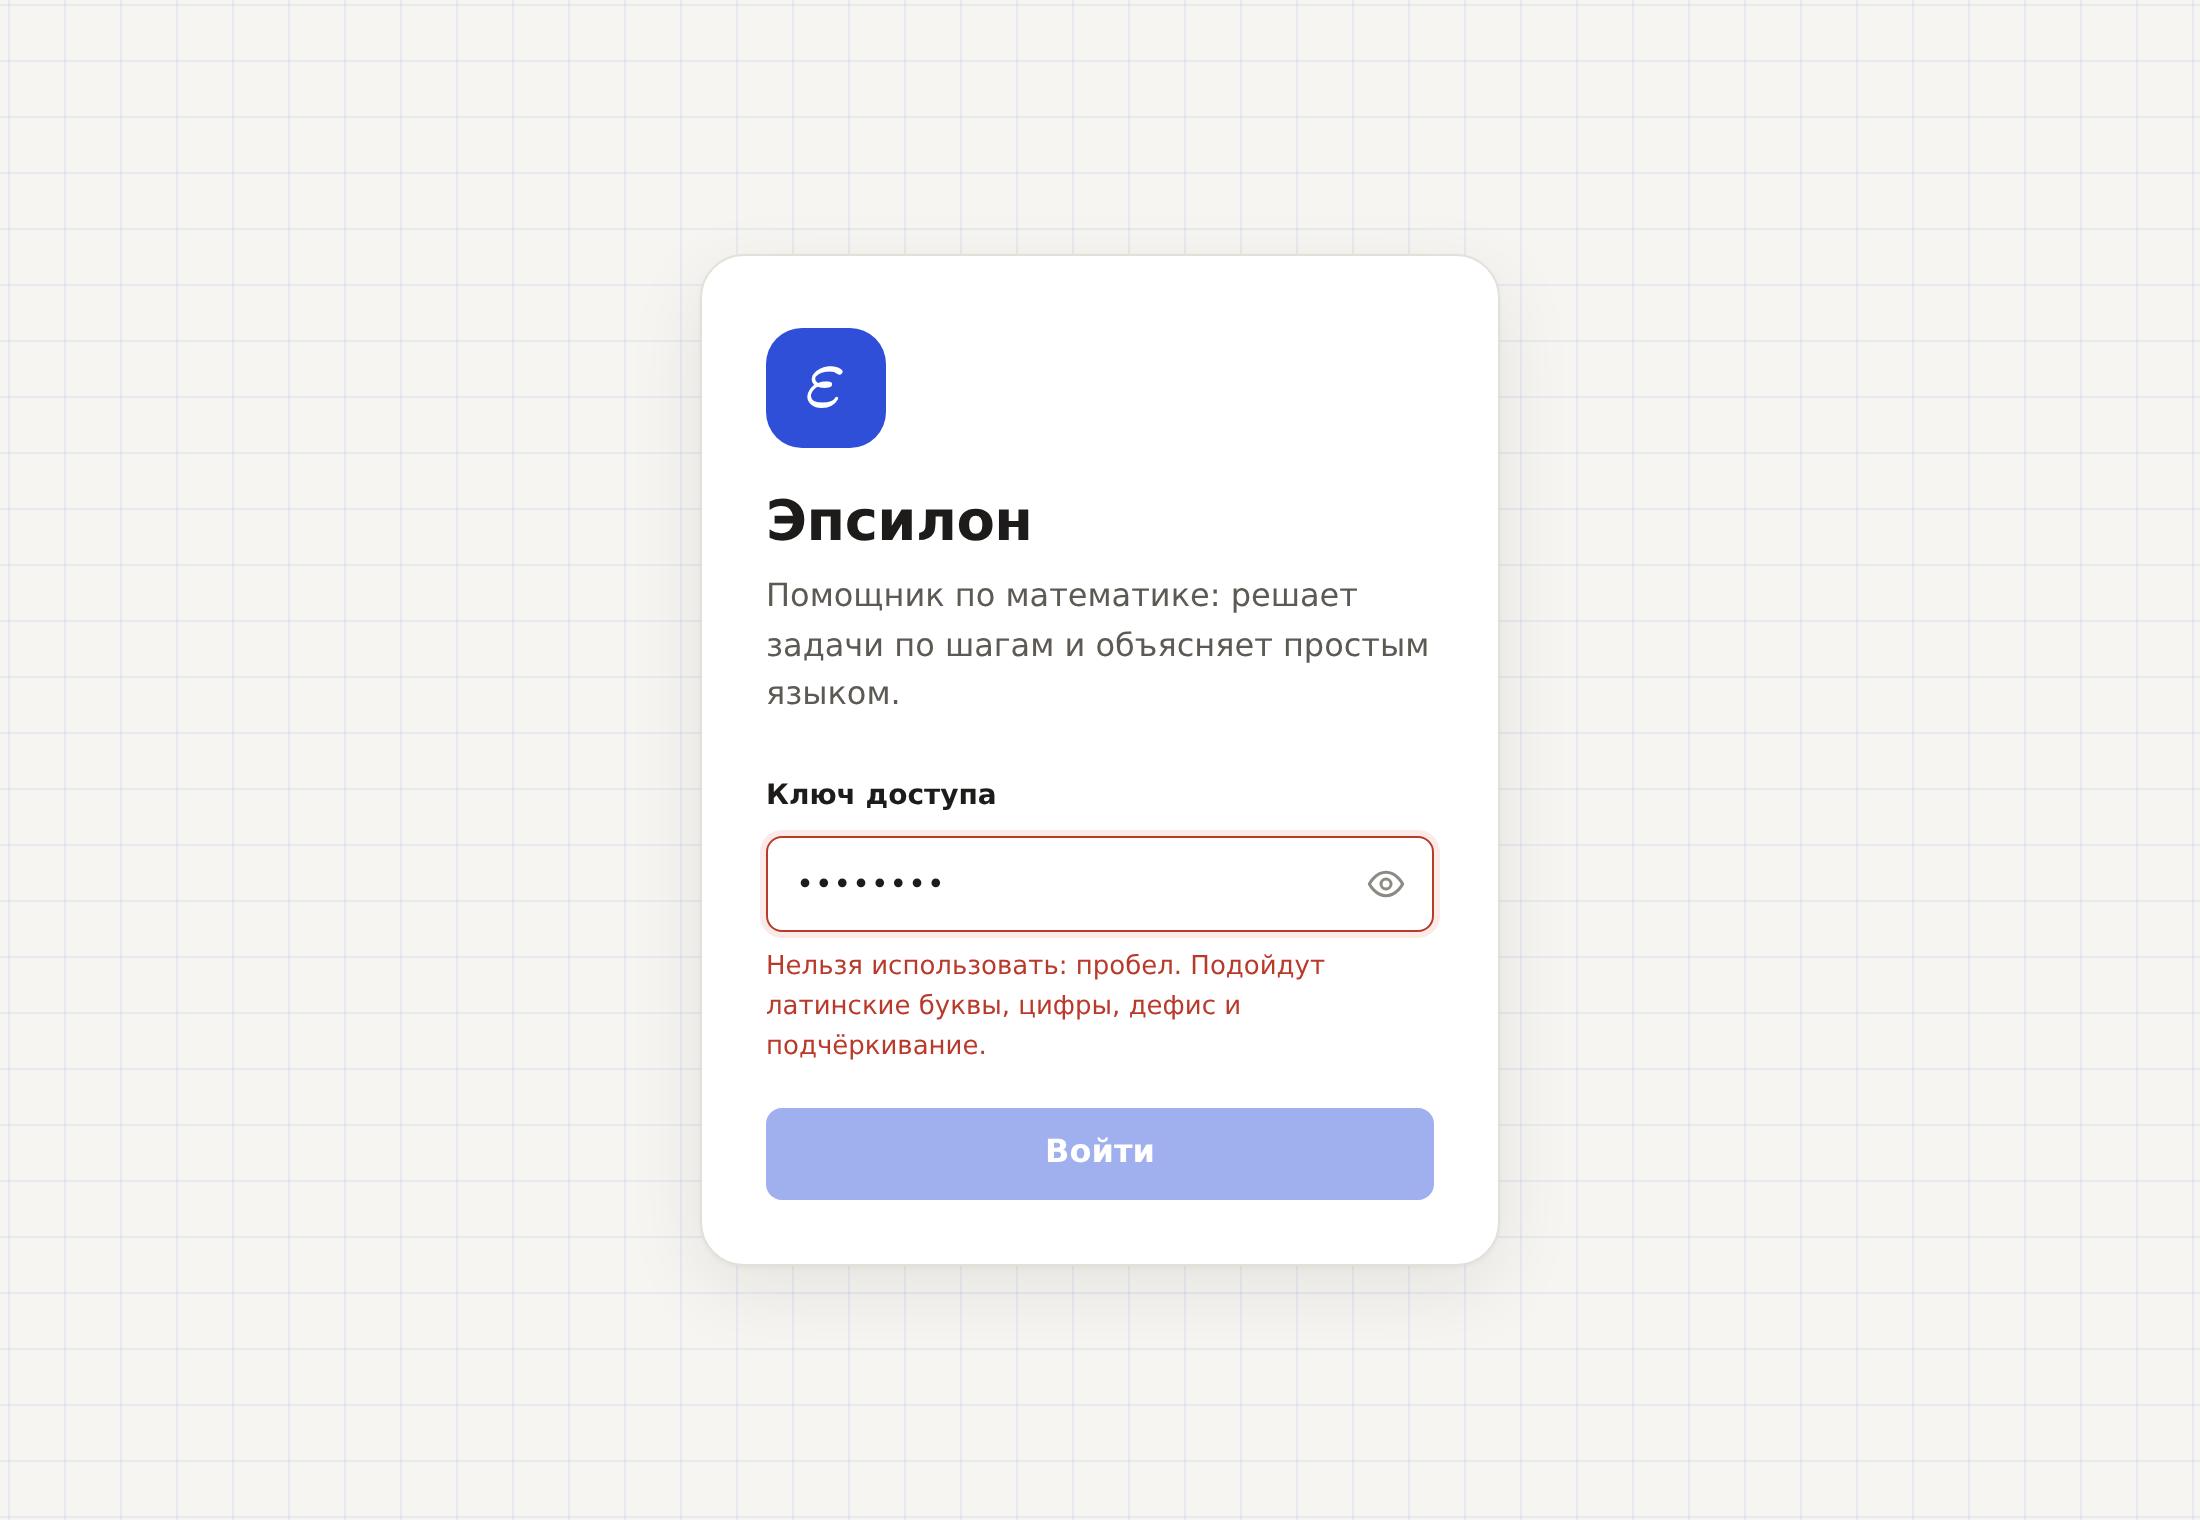 ε
Эпсилон
Помощник по математике: решает
задачи по шагам и объясняет простым
языком.
Ключ доступа
••••••••
Нельзя использовать: пробел. Подойдут
латинские буквы, цифры, дефис и
подчёркивание.
Войти